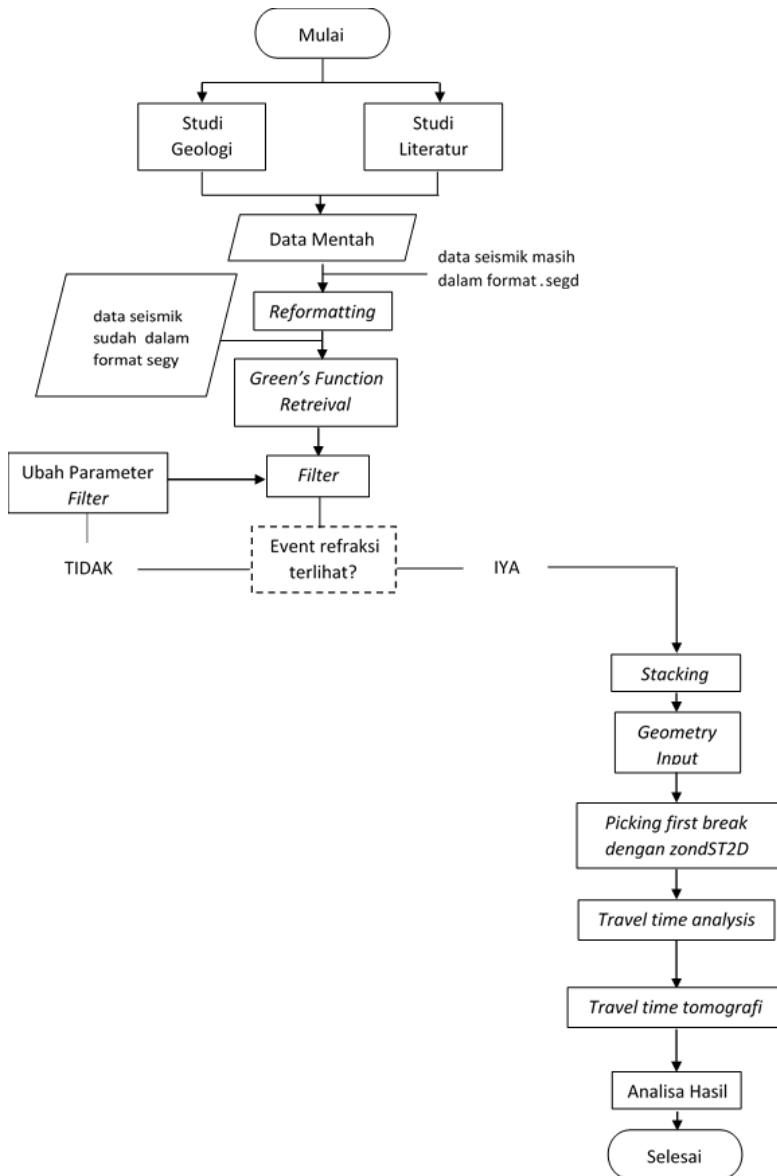 Mulai
Studi
Geologi
Studi
Literatur
Data Mentah
data seismik masih
dalam format .segd
Reformatting
data seismik
sudah dalam
format segy
Green's Function
Retreival
Ubah Parameter
Filter
Filter
Event refraksi
terlihat?
TIDAK
IYA
Stacking
Geometry
Input
Picking first break
dengan zondST2D
Travel time analysis
Travel time tomografi
Analisa Hasil
Selesai